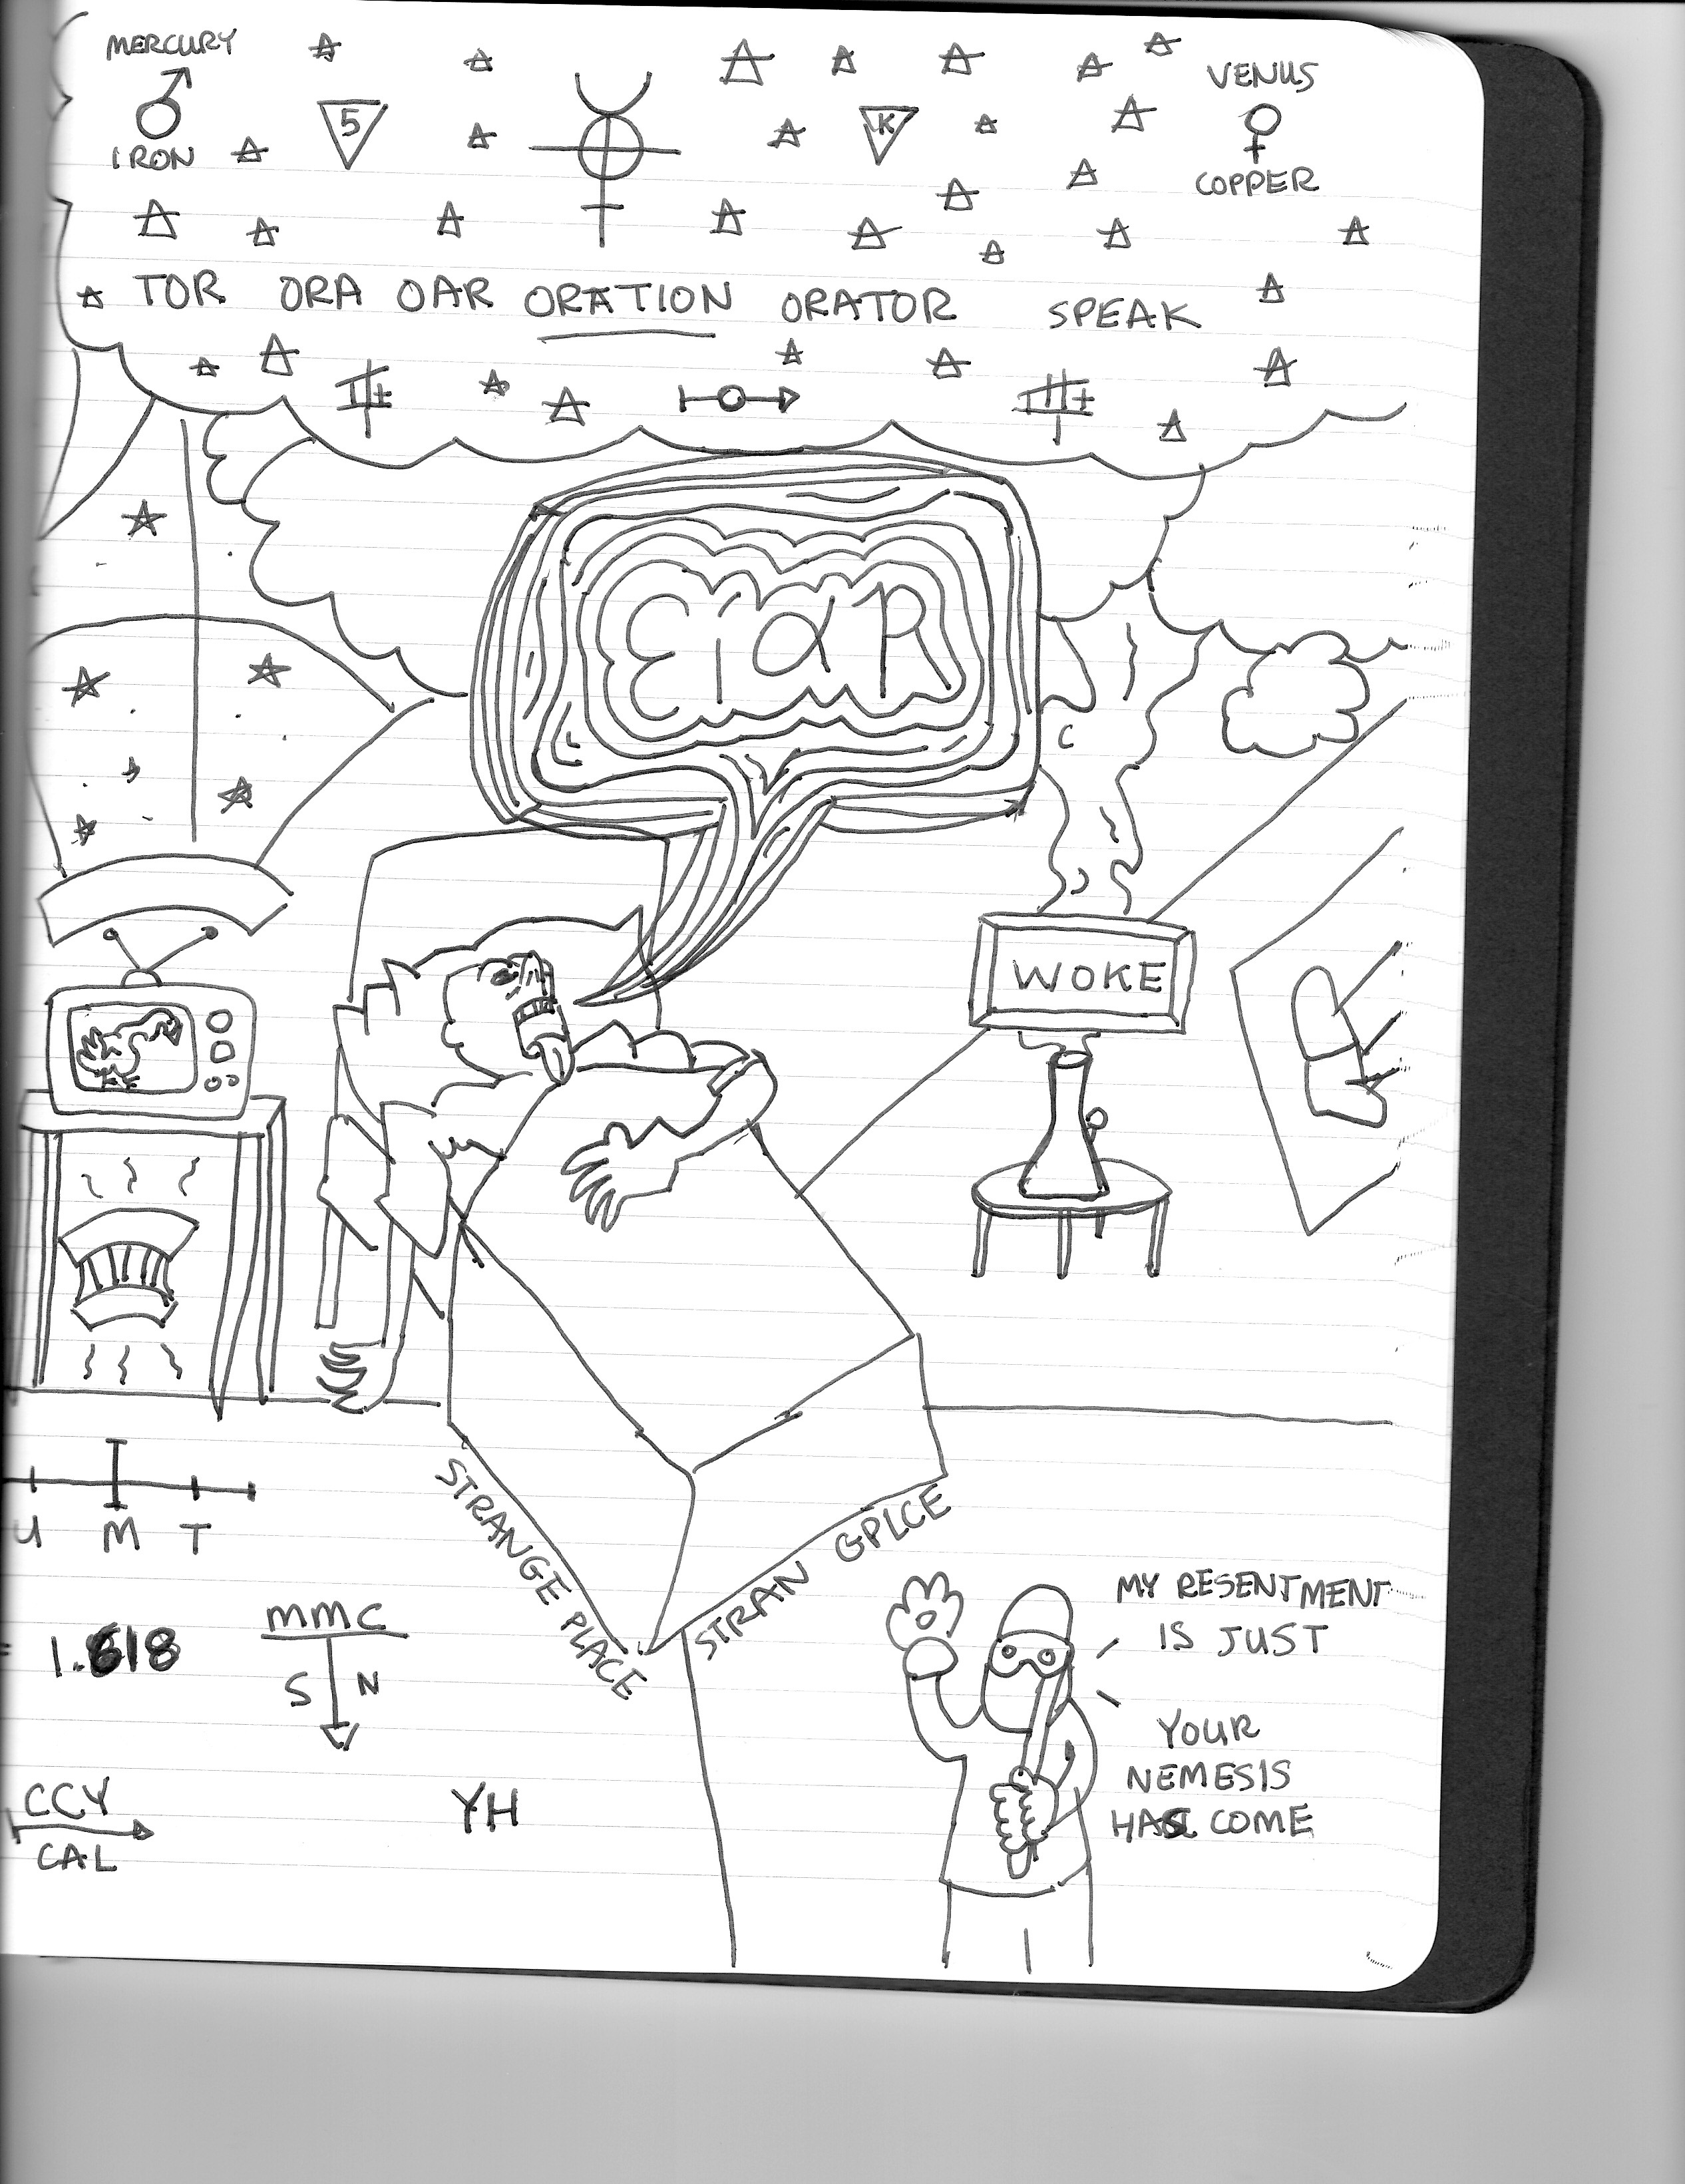 MERCURY
IRON
5
K
VENUS
COPPER
TOR ORA OAR ORATION ORATOR SPEAK
WOKE
U M T
STRANGE PLACE
STRAN GPLCE
1.618
MMC
S N
CCY
CAL
YH
MY RESENTMENT
IS JUST
YOUR
NEMESIS
HAS COME